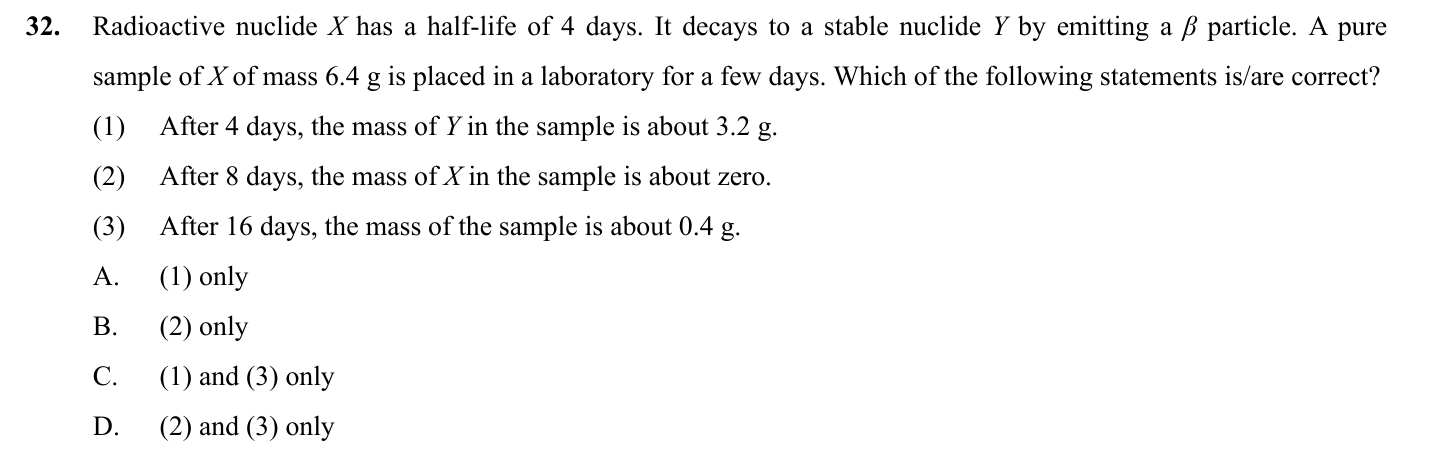 32. Radioactive nuclide X has a half-life of 4 days. It decays to a stable nuclide Y by emitting a β particle. A pure
sample of X of mass 6.4 g is placed in a laboratory for a few days. Which of the following statements is/are correct?
(1) After 4 days, the mass of Y in the sample is about 3.2 g.
(2) After 8 days, the mass of X in the sample is about zero.
(3) After 16 days, the mass of the sample is about 0.4 g.
A. (1) only
B. (2) only
C. (1) and (3) only
D. (2) and (3) only